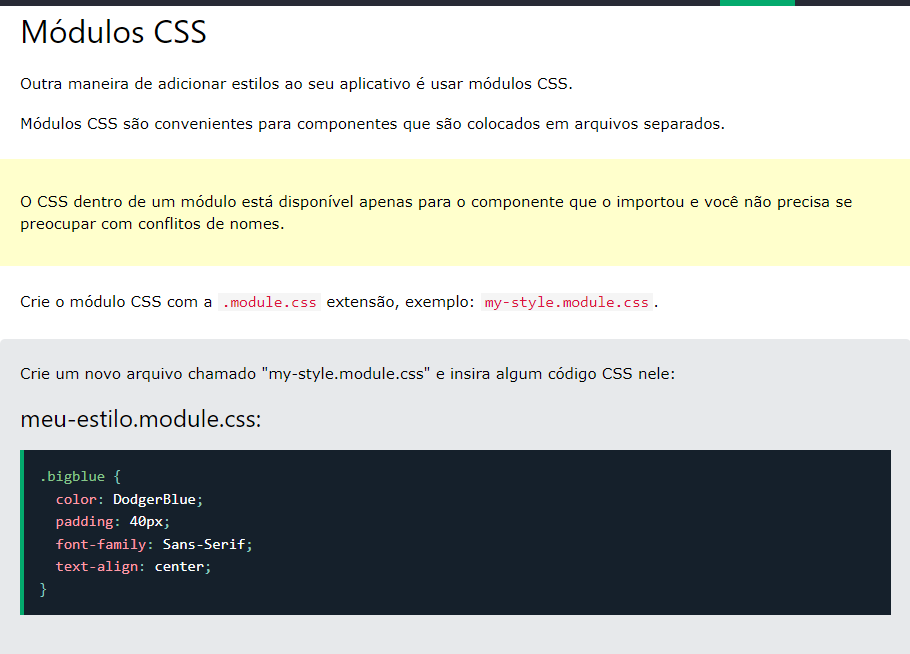 Módulos CSS
Outra maneira de adicionar estilos ao seu aplicativo é usar módulos CSS.
Módulos CSS são convenientes para componentes que são colocados em arquivos separados.
O CSS dentro de um módulo está disponível apenas para o componente que o importou e você não precisa se
preocupar com conflitos de nomes.
Crie o módulo CSS com a .module.css extensão, exemplo: my-style.module.css.
Crie um novo arquivo chamado "my-style.module.css" e insira algum código CSS nele:
meu-estilo.module.css:
.bigblue {
  color: DodgerBlue;
  padding: 40px;
  font-family: Sans-Serif;
  text-align: center;
}